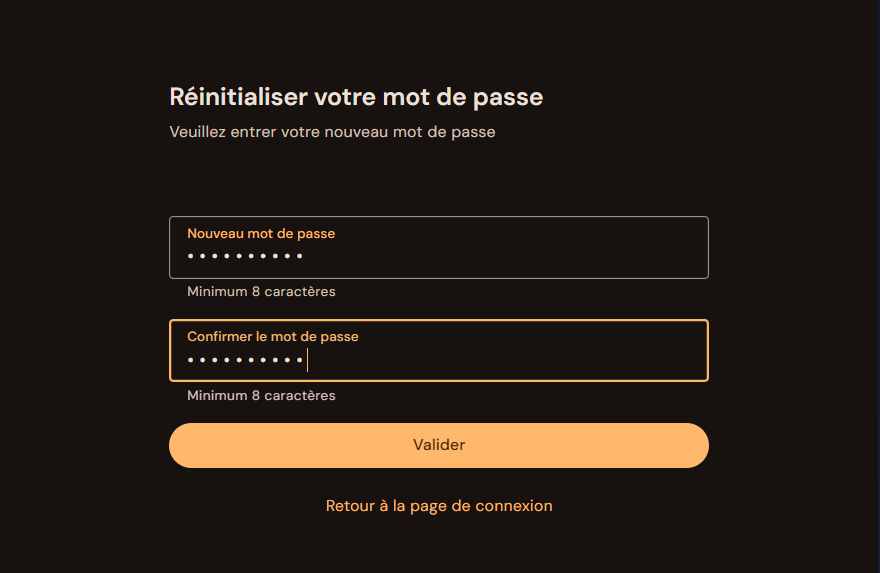 Réinitialiser votre mot de passe
Veuillez entrer votre nouveau mot de passe
Nouveau mot de passe
••••••••••
Minimum 8 caractères
Confirmer le mot de passe
••••••••••
Minimum 8 caractères
Valider
Retour à la page de connexion